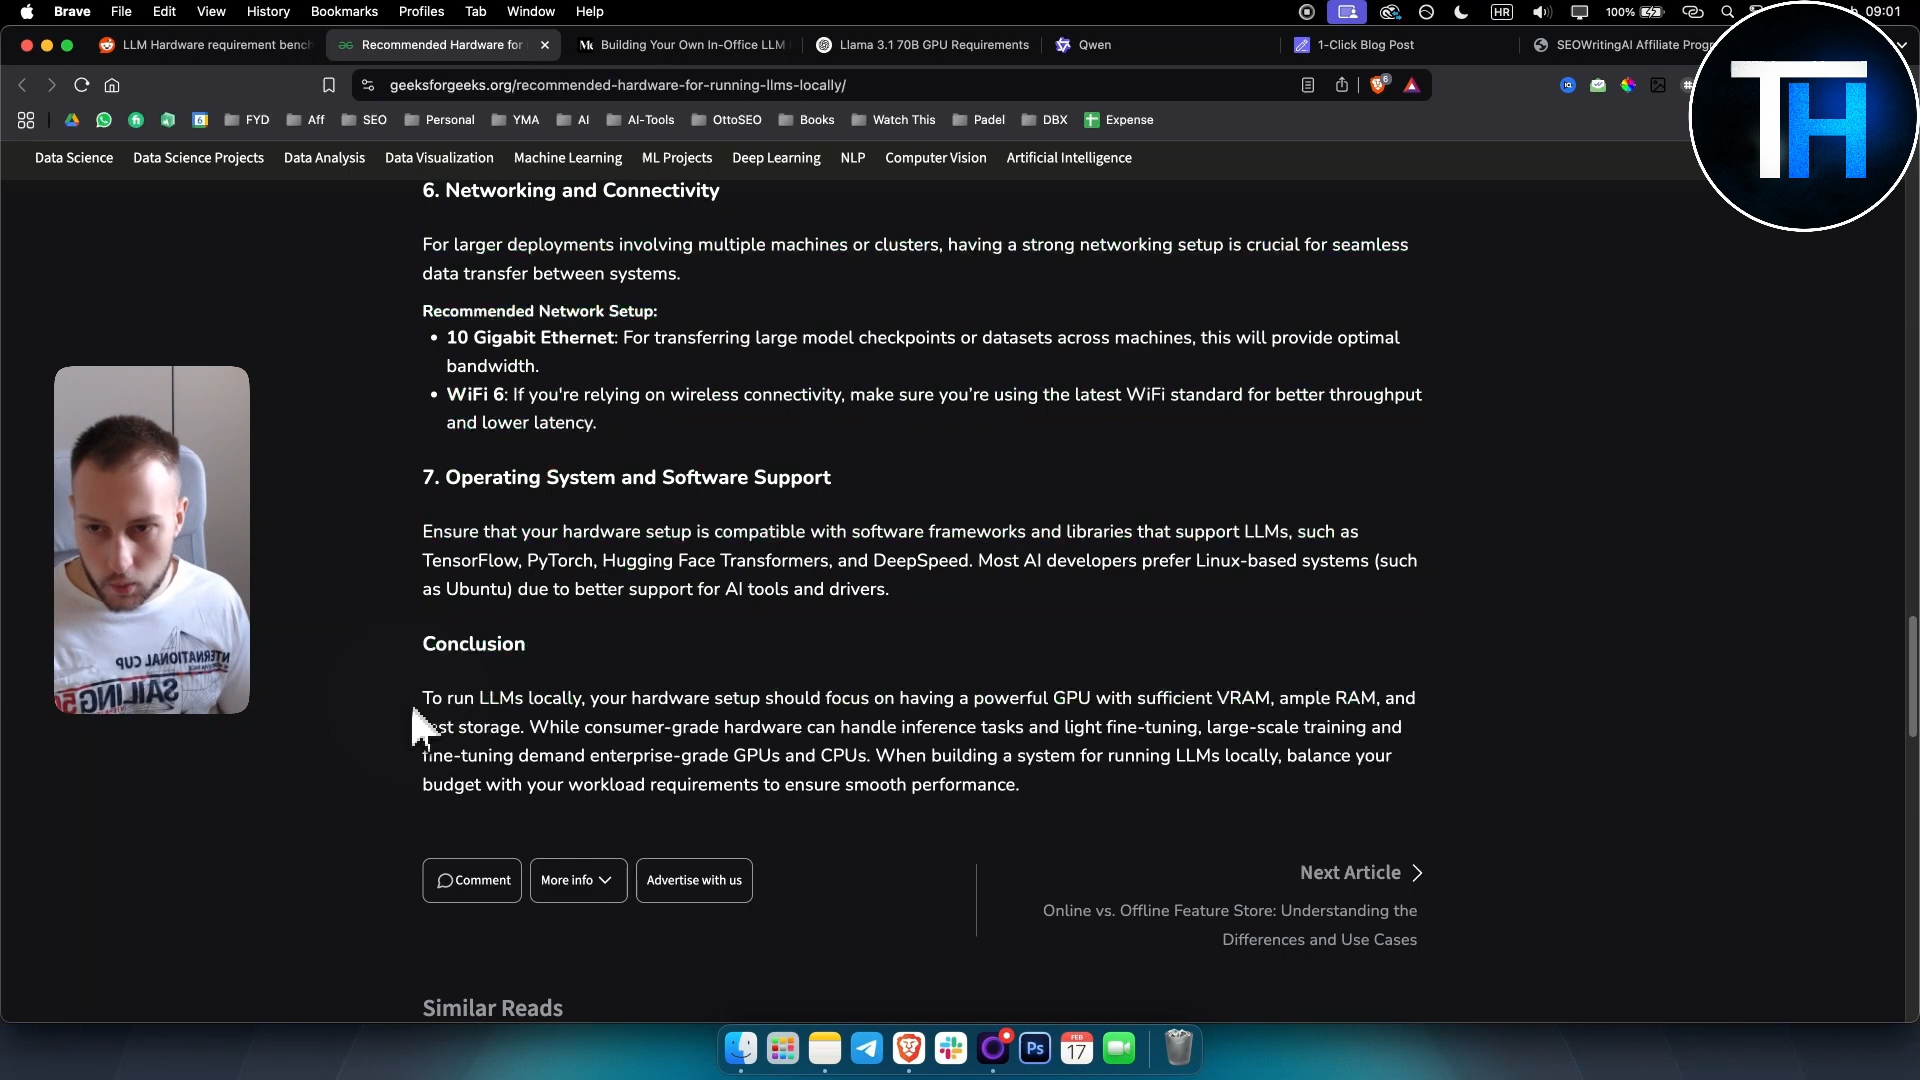 Brave File Edit View History Bookmarks Profiles Tab Window Help HR 100% 09:01
LLM Hardware requirement bench Recommended Hardware for Building Your Own In-Office LLM Llama 3.1 70B GPU Requirements Qwen 1-Click Blog Post SEOWritingAI Affiliate Prog
geeksforgeeks.org/recommended-hardware-for-running-llms-locally/ 6
FYD Aff SEO Personal YMA AI AI-Tools OttoSEO Books Watch This Padel DBX Expense
TH
Data Science Data Science Projects Data Analysis Data Visualization Machine Learning ML Projects Deep Learning NLP Computer Vision Artificial Intelligence
6. Networking and Connectivity
For larger deployments involving multiple machines or clusters, having a strong networking setup is crucial for seamless
data transfer between systems.
Recommended Network Setup:
• 10 Gigabit Ethernet: For transferring large model checkpoints or datasets across machines, this will provide optimal
bandwidth.
• WiFi 6: If you're relying on wireless connectivity, make sure you’re using the latest WiFi standard for better throughput
and lower latency.
7. Operating System and Software Support
Ensure that your hardware setup is compatible with software frameworks and libraries that support LLMs, such as
TensorFlow, PyTorch, Hugging Face Transformers, and DeepSpeed. Most AI developers prefer Linux-based systems (such
as Ubuntu) due to better support for AI tools and drivers.
INTERNATIONAL CUP
SAILING
Conclusion
To run LLMs locally, your hardware setup should focus on having a powerful GPU with sufficient VRAM, ample RAM, and
fast storage. While consumer-grade hardware can handle inference tasks and light fine-tuning, large-scale training and
fine-tuning demand enterprise-grade GPUs and CPUs. When building a system for running LLMs locally, balance your
budget with your workload requirements to ensure smooth performance.
Comment More info Advertise with us
Next Article
Online vs. Offline Feature Store: Understanding the
Differences and Use Cases
Similar Reads
Ps FEB 17